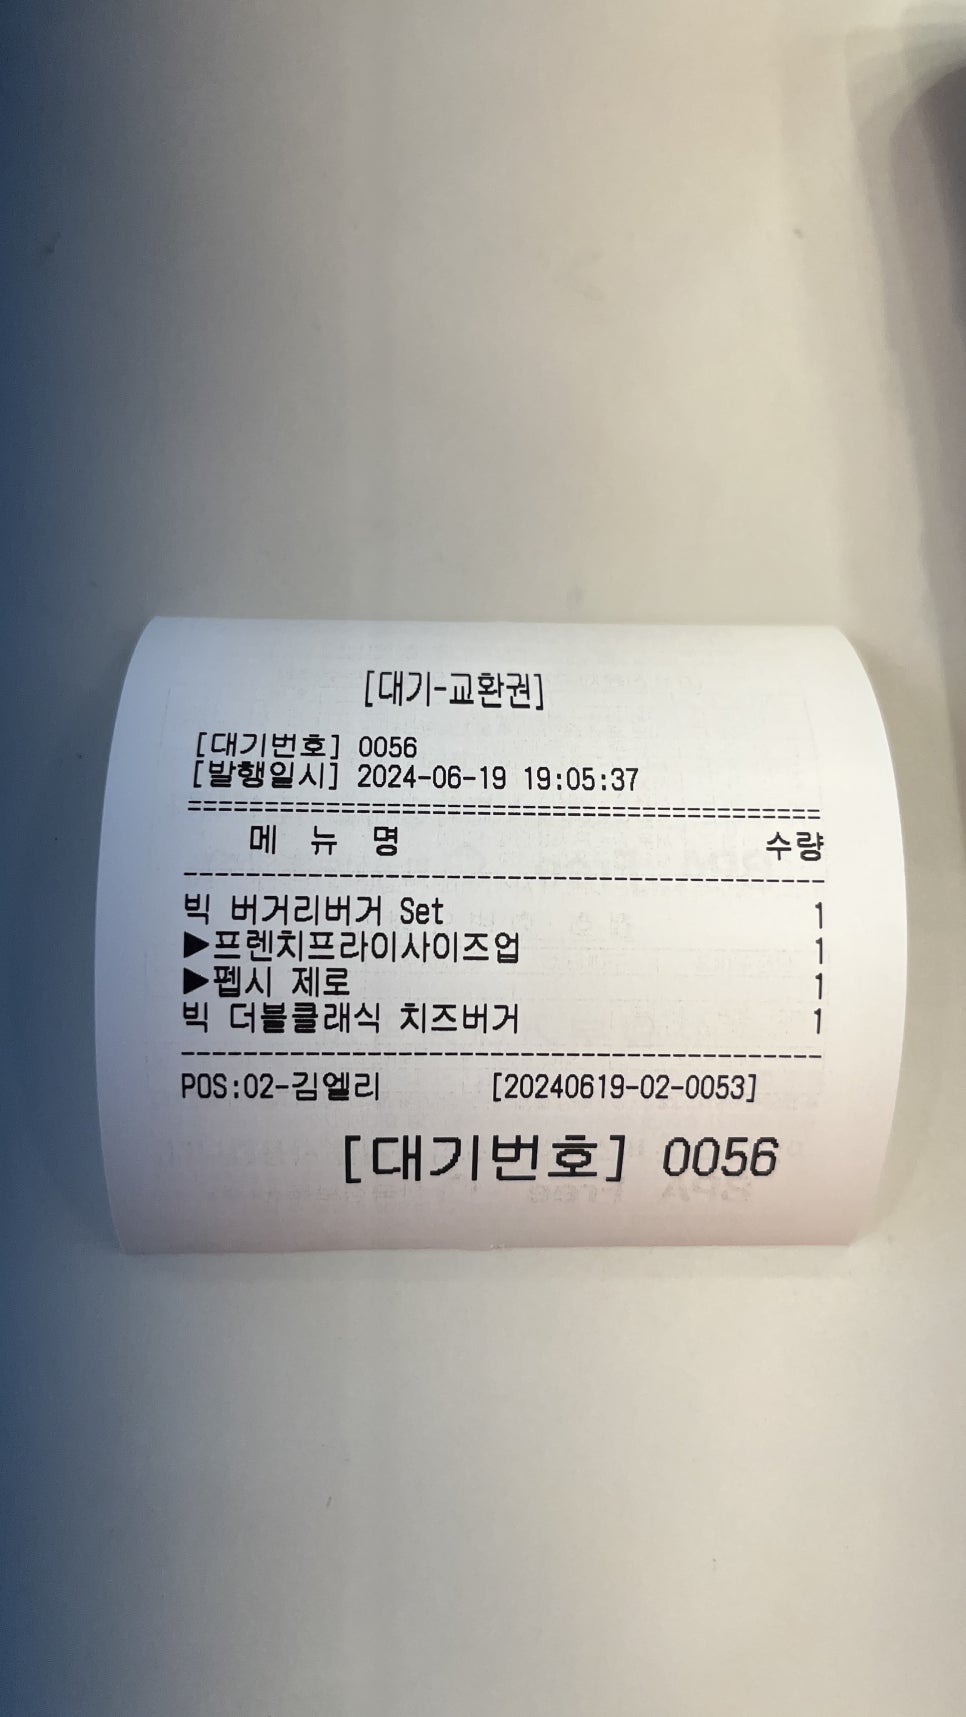 [대기-교환권]
[대기번호] 0056
[발행일시] 2024-06-19 19:05:37
=========================================
메 뉴 명 수량
-----------------------------------------
빅 버거리버거 Set 1
▶프렌치프라이사이즈업 1
▶펩시 제로 1
빅 더블클래식 치즈버거 1
-----------------------------------------
POS:02-김엘리 [20240619-02-0053]
[대기번호] 0056